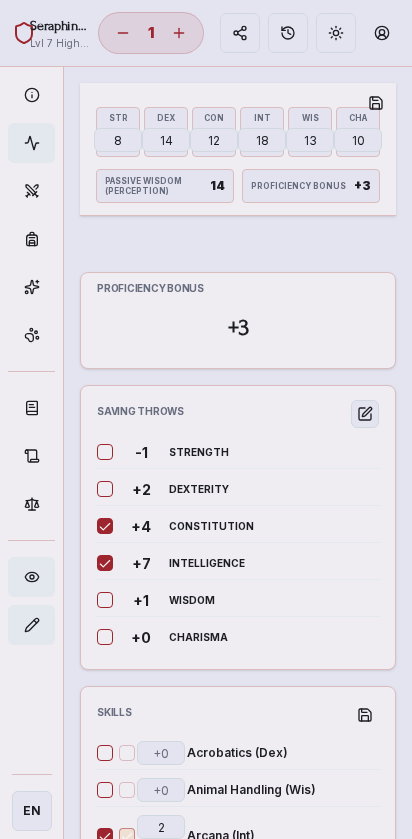 Seraphin...
Lvl 7 High...
1
STR
DEX
CON
INT
WIS
CHA
8
14
12
18
13
10
PASSIVE WISDOM
(PERCEPTION)
14
PROFICIENCY BONUS
+3
PROFICIENCY BONUS
+3
SAVING THROWS
-1 STRENGTH
+2 DEXTERITY
+4 CONSTITUTION
+7 INTELLIGENCE
+1 WISDOM
+0 CHARISMA
SKILLS
+0 Acrobatics (Dex)
+0 Animal Handling (Wis)
2
Arcana (Int)
EN